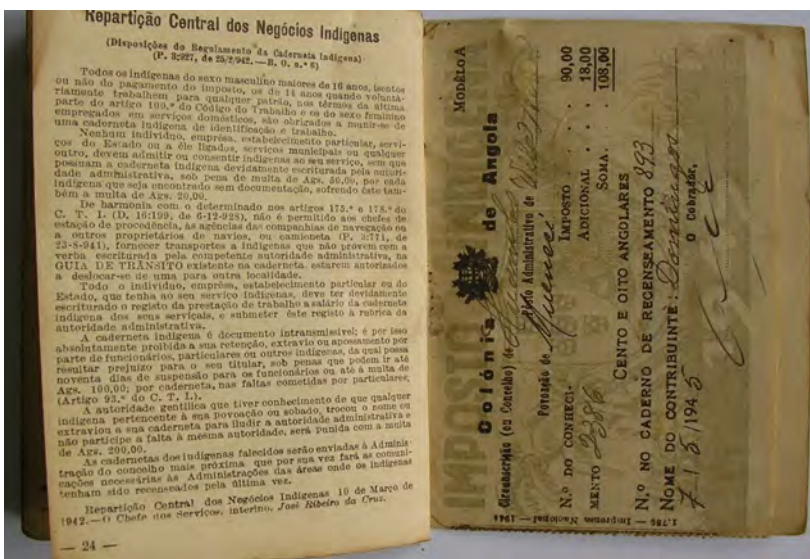 Repartição Central dos Negócios Indígenas
(Disposições do Regulamento da Caderneta Indígena)
(P. 3:927, de 25/2/942.—B. O. n.º 6)
Todos os indígenas do sexo masculino maiores de 16 anos, isentos
ou não do pagamento do imposto, os de 14 anos quando voluntà-
riamente trabalhem para qualquer patrão, nos têrmos da última
parte do artigo 100.º do Código do Trabalho e os do sexo feminino
empregados em serviços domésticos, são obrigados a munir-se de
uma caderneta indígena de identificação e trabalho.
Nenhum indivíduo, emprêsa, estabelecimento particular, servi-
ços do Estado ou a êle ligados, serviços municipais ou qualquer
outro, devem admitir ou consentir indígenas ao seu serviço, sem que
possuam a caderneta indígena devidamente escriturada pela autori-
dade administrativa, sob pena de multa de Ags. 50,00, por cada
indígena que seja encontrado sem documentação, sofrendo êste tam-
bém a multa de Ags. 20,00.
De harmonia com o determinado nos artigos 175.º e 178.º do
C. T. I. (D. 16:199, de 6-12-928), não é permitido aos chefes de
estação de procedência, às agências das companhias de navegação ou
a outros proprietários de navios, ou camioneta (P. 3:771, de
23-8-941), fornecer transportes a indígenas que não provem com a
verba escriturada pela competente autoridade administrativa, na
GUIA DE TRÂNSITO existente na caderneta, estarem autorizados
a deslocar-se de uma para outra localidade.
Todo o indivíduo, emprêsa, estabelecimento particular ou do
Estado, que tenha ao seu serviço indígenas, deve ter devidamente
escriturado o registo da prestação de trabalho a salário da caderneta
indígena dos seus serviçais, e submeter êste registo à rubrica da
autoridade administrativa.
A caderneta indígena é documento intransmissível; é por isso
absolutamente proibida a sua retenção, extravio ou apossamento por
parte de funcionários, particulares ou outros indígenas, da qual possa
resultar prejuízo para o seu titular, sob penas que podem ir até
noventa dias de suspensão para os funcionários ou até à multa de
Ags. 100,00; por caderneta, nas faltas cometidas por particulares,
(Artigo 93.º do C. T. I.).
A autoridade gentílica que tiver conhecimento de que qualquer
indígena pertencente à sua povoação ou sobado, trocou o nome ou
extraviou a sua caderneta para iludir a autoridade administrativa e
não participe a falta à mesma autoridade, será punida com a multa
de Ags. 200,00.
As cadernetas dos indígenas falecidos serão enviadas à Adminis-
tração do concelho mais próxima que por sua vez fará as comuni-
cações necessárias às Administrações das áreas onde os indígenas
tenham sido recenseados pela última vez.
Repartição Central dos Negócios Indígenas 10 de Março de
1942.—O Chefe dos Serviços, interino, José Ribeiro da Cruz.
— 24 —
MODÊLO A
Colónia de Angola
Circunscrição (ou Concelho) de
Pôsto Administrativo de
Povoação de
IMPOSTO . . . 90,00
ADICIONAL . . . 18,00
SOMA. . 108,00
N.º DO CONHECI-
MENTO 2386
CENTO E OITO ANGOLARES
N.º NO CADERNO DE RECENSEAMENTO 893
NOME DO CONTRIBUINTE: Domingos
7 / 5 /1945
O Cobrador,
1.786 — Imprensa Nacional — 1944